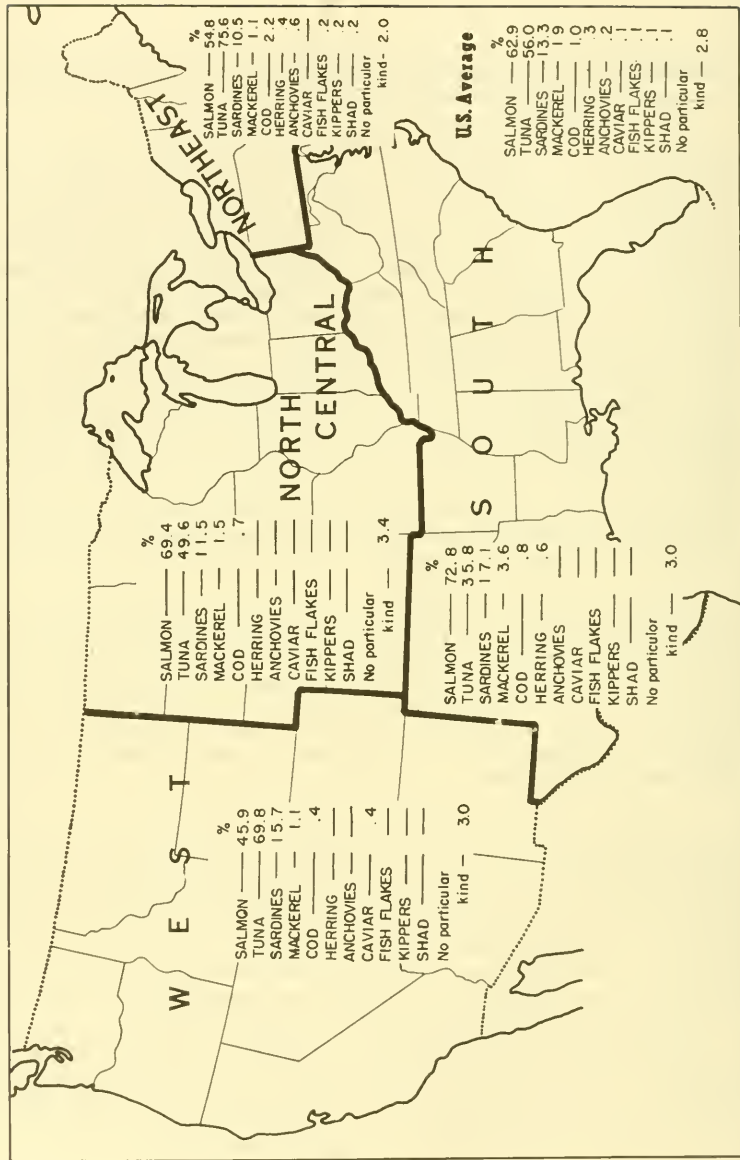 WEST
%
SALMON — 45.9
TUNA — 69.8
SARDINES — 15.7
MACKEREL — 1.1
COD — .4
HERRING —
ANCHOVIES —
CAVIAR — .4
FISH FLAKES —
KIPPERS —
SHAD —
No particular
kind — 3.0
NORTH
CENTRAL
%
SALMON — 69.4
TUNA — 49.6
SARDINES — 11.5
MACKEREL — 1.5
COD — .7
HERRING —
ANCHOVIES —
CAVIAR —
FISH FLAKES —
KIPPERS —
SHAD —
No particular
kind — 3.4
NORTHEAST
%
SALMON — 54.8
TUNA — 75.6
SARDINES — 10.5
MACKEREL — 1.1
COD — 2.2
HERRING — .4
ANCHOVIES — .6
CAVIAR —
FISH FLAKES — .2
KIPPERS — .2
SHAD — .2
No particular
kind - 2.0
SOUTH
%
SALMON — 72.8
TUNA — 35.8
SARDINES — 17.1
MACKEREL — 3.6
COD — .8
HERRING — .6
ANCHOVIES —
CAVIAR —
FISH FLAKES —
KIPPERS —
SHAD —
No particular
kind — 3.0
U.S. Average
%
SALMON — 62.9
TUNA — 56.0
SARDINES — 13.3
MACKEREL — 1.9
COD — 1.0
HERRING — .3
ANCHOVIES — .2
CAVIAR — .1
FISH FLAKES — .1
KIPPERS — .1
SHAD — .1
No particular
kind — 2.8